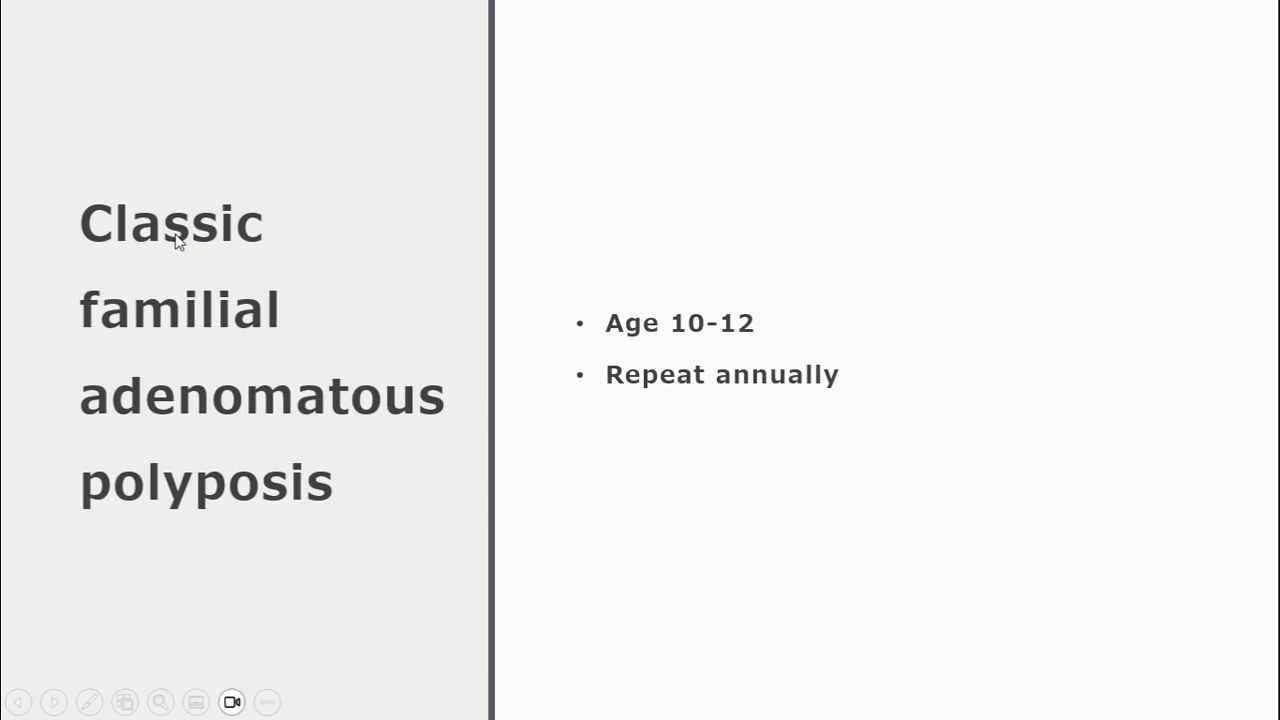 Classic
familial
adenomatous
polyposis
• Age 10-12
• Repeat annually